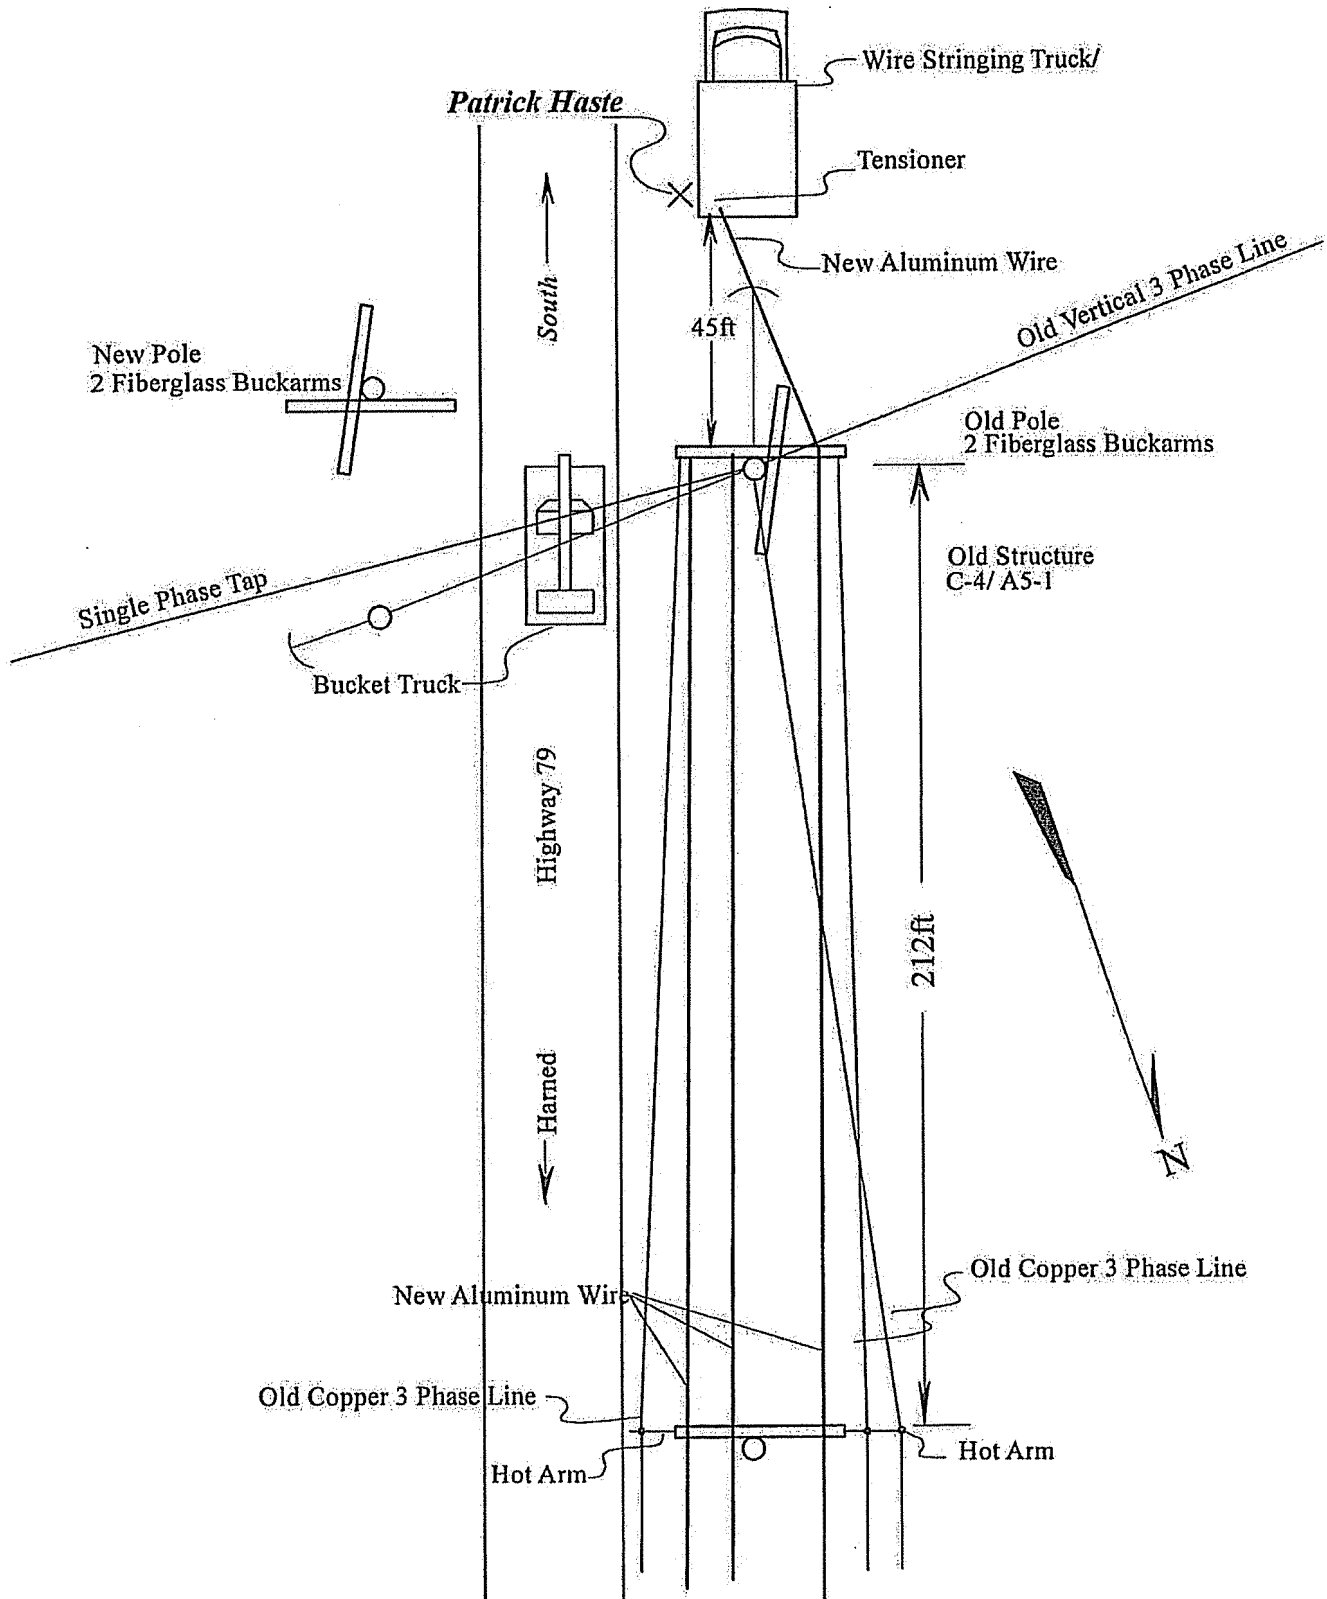 Wire Stringing Truck/
Patrick Haste
Tensioner
New Aluminum Wire
Old Vertical 3 Phase Line
South
45ft
New Pole
2 Fiberglass Buckarms
Old Pole
2 Fiberglass Buckarms
Old Structure
C-4/ A5-1
Single Phase Tap
Bucket Truck
Highway 79
212ft
Harned
N
Old Copper 3 Phase Line
New Aluminum Wire
Old Copper 3 Phase Line
Hot Arm
Hot Arm